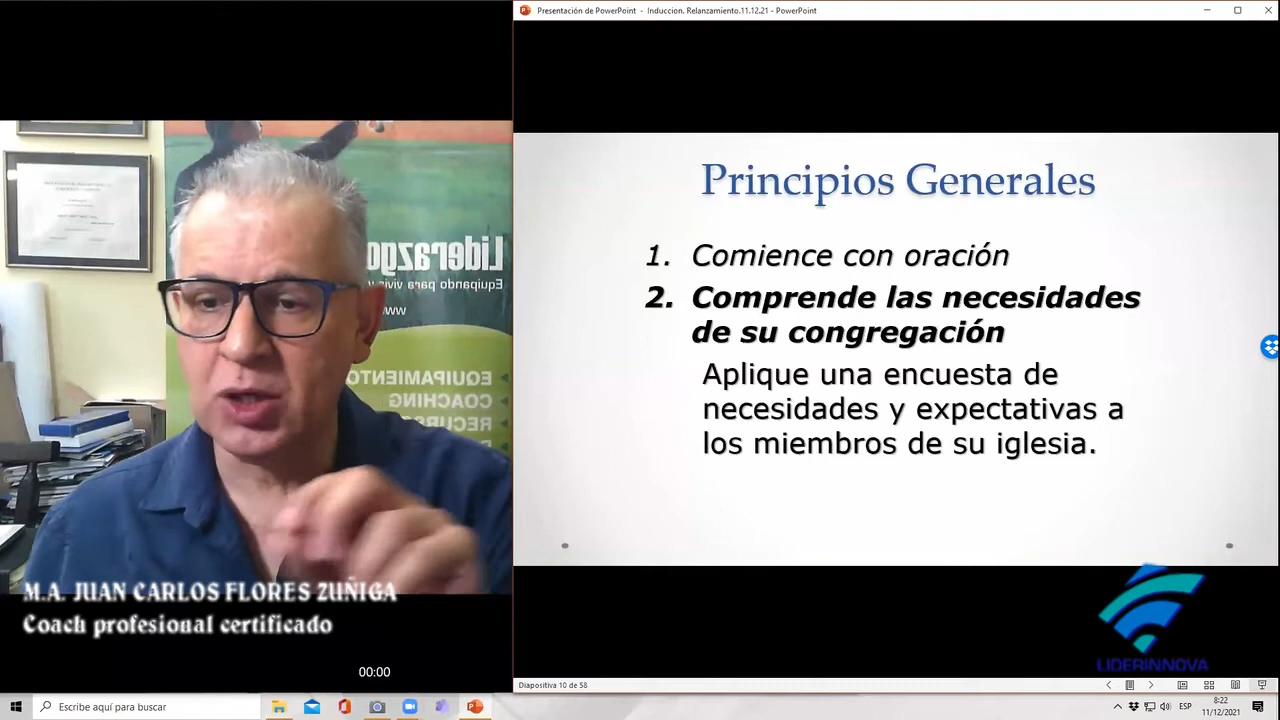 Presentación de PowerPoint - Induccion. Relanzamiento.11.12.21 - PowerPoint
Principios Generales
1. Comience con oración
2. Comprende las necesidades
de su congregación
Aplique una encuesta de
necesidades y expectativas a
los miembros de su iglesia.
Liderazgo
Equipando para vivir y
www.
EQUIPAMIENTO
COACHING
M.A. JUAN CARLOS FLORES ZUÑIGA
Coach profesional certificado
00:00
LIDERINNOVA
Diapositiva 10 de 58
Escribe aquí para buscar
ESP
8:22
11/12/2021